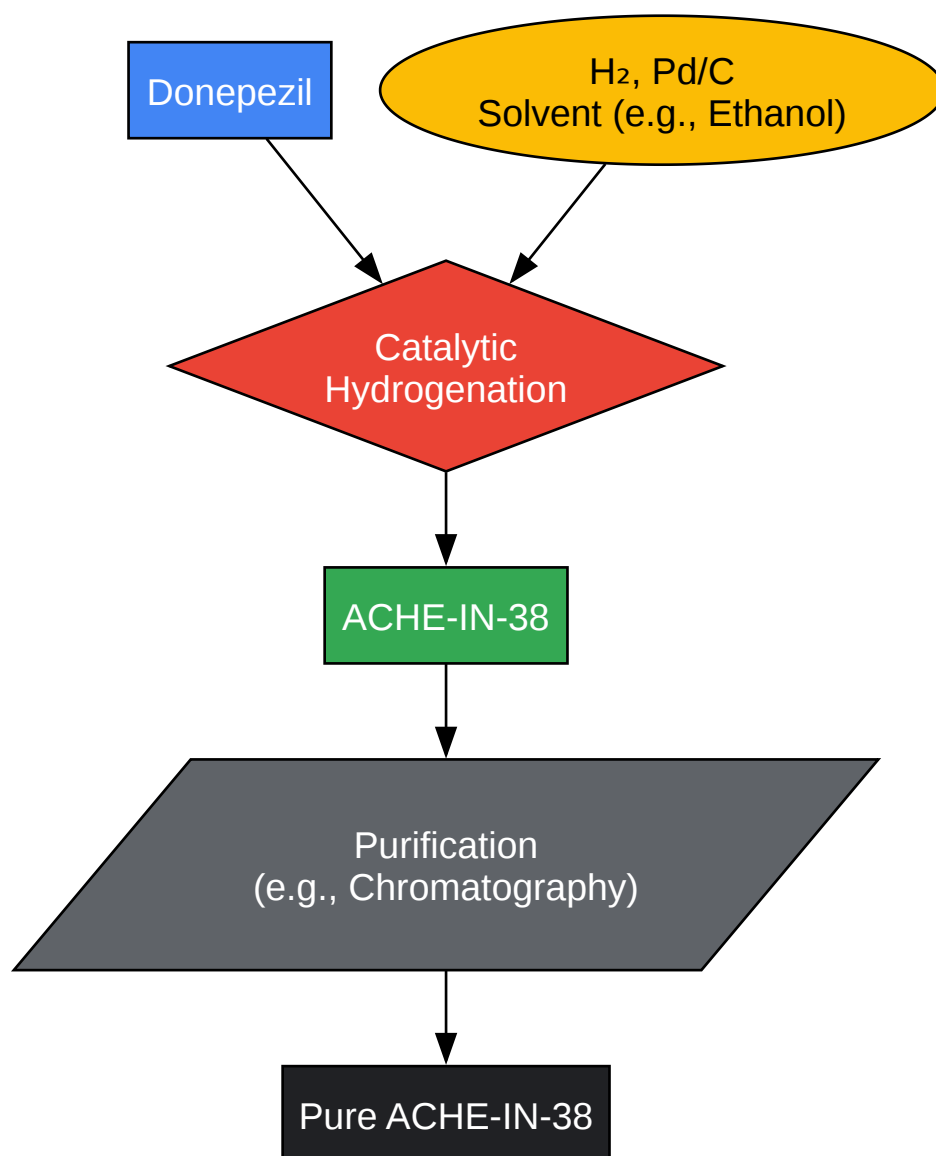 Donepezil
H₂, Pd/C
Solvent (e.g., Ethanol)
Catalytic
Hydrogenation
ACHE-IN-38
Purification
(e.g., Chromatography)
Pure ACHE-IN-38